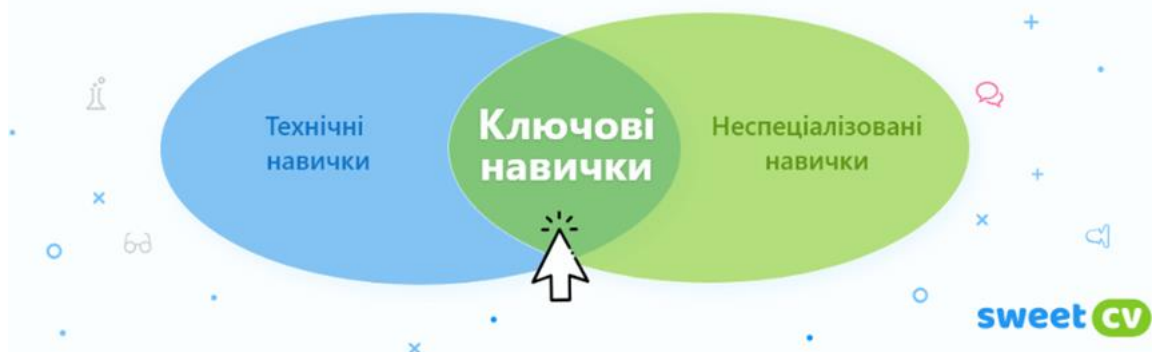 Технічні
навички
Ключові
навички
Неспеціалізовані
навички
sweet cv